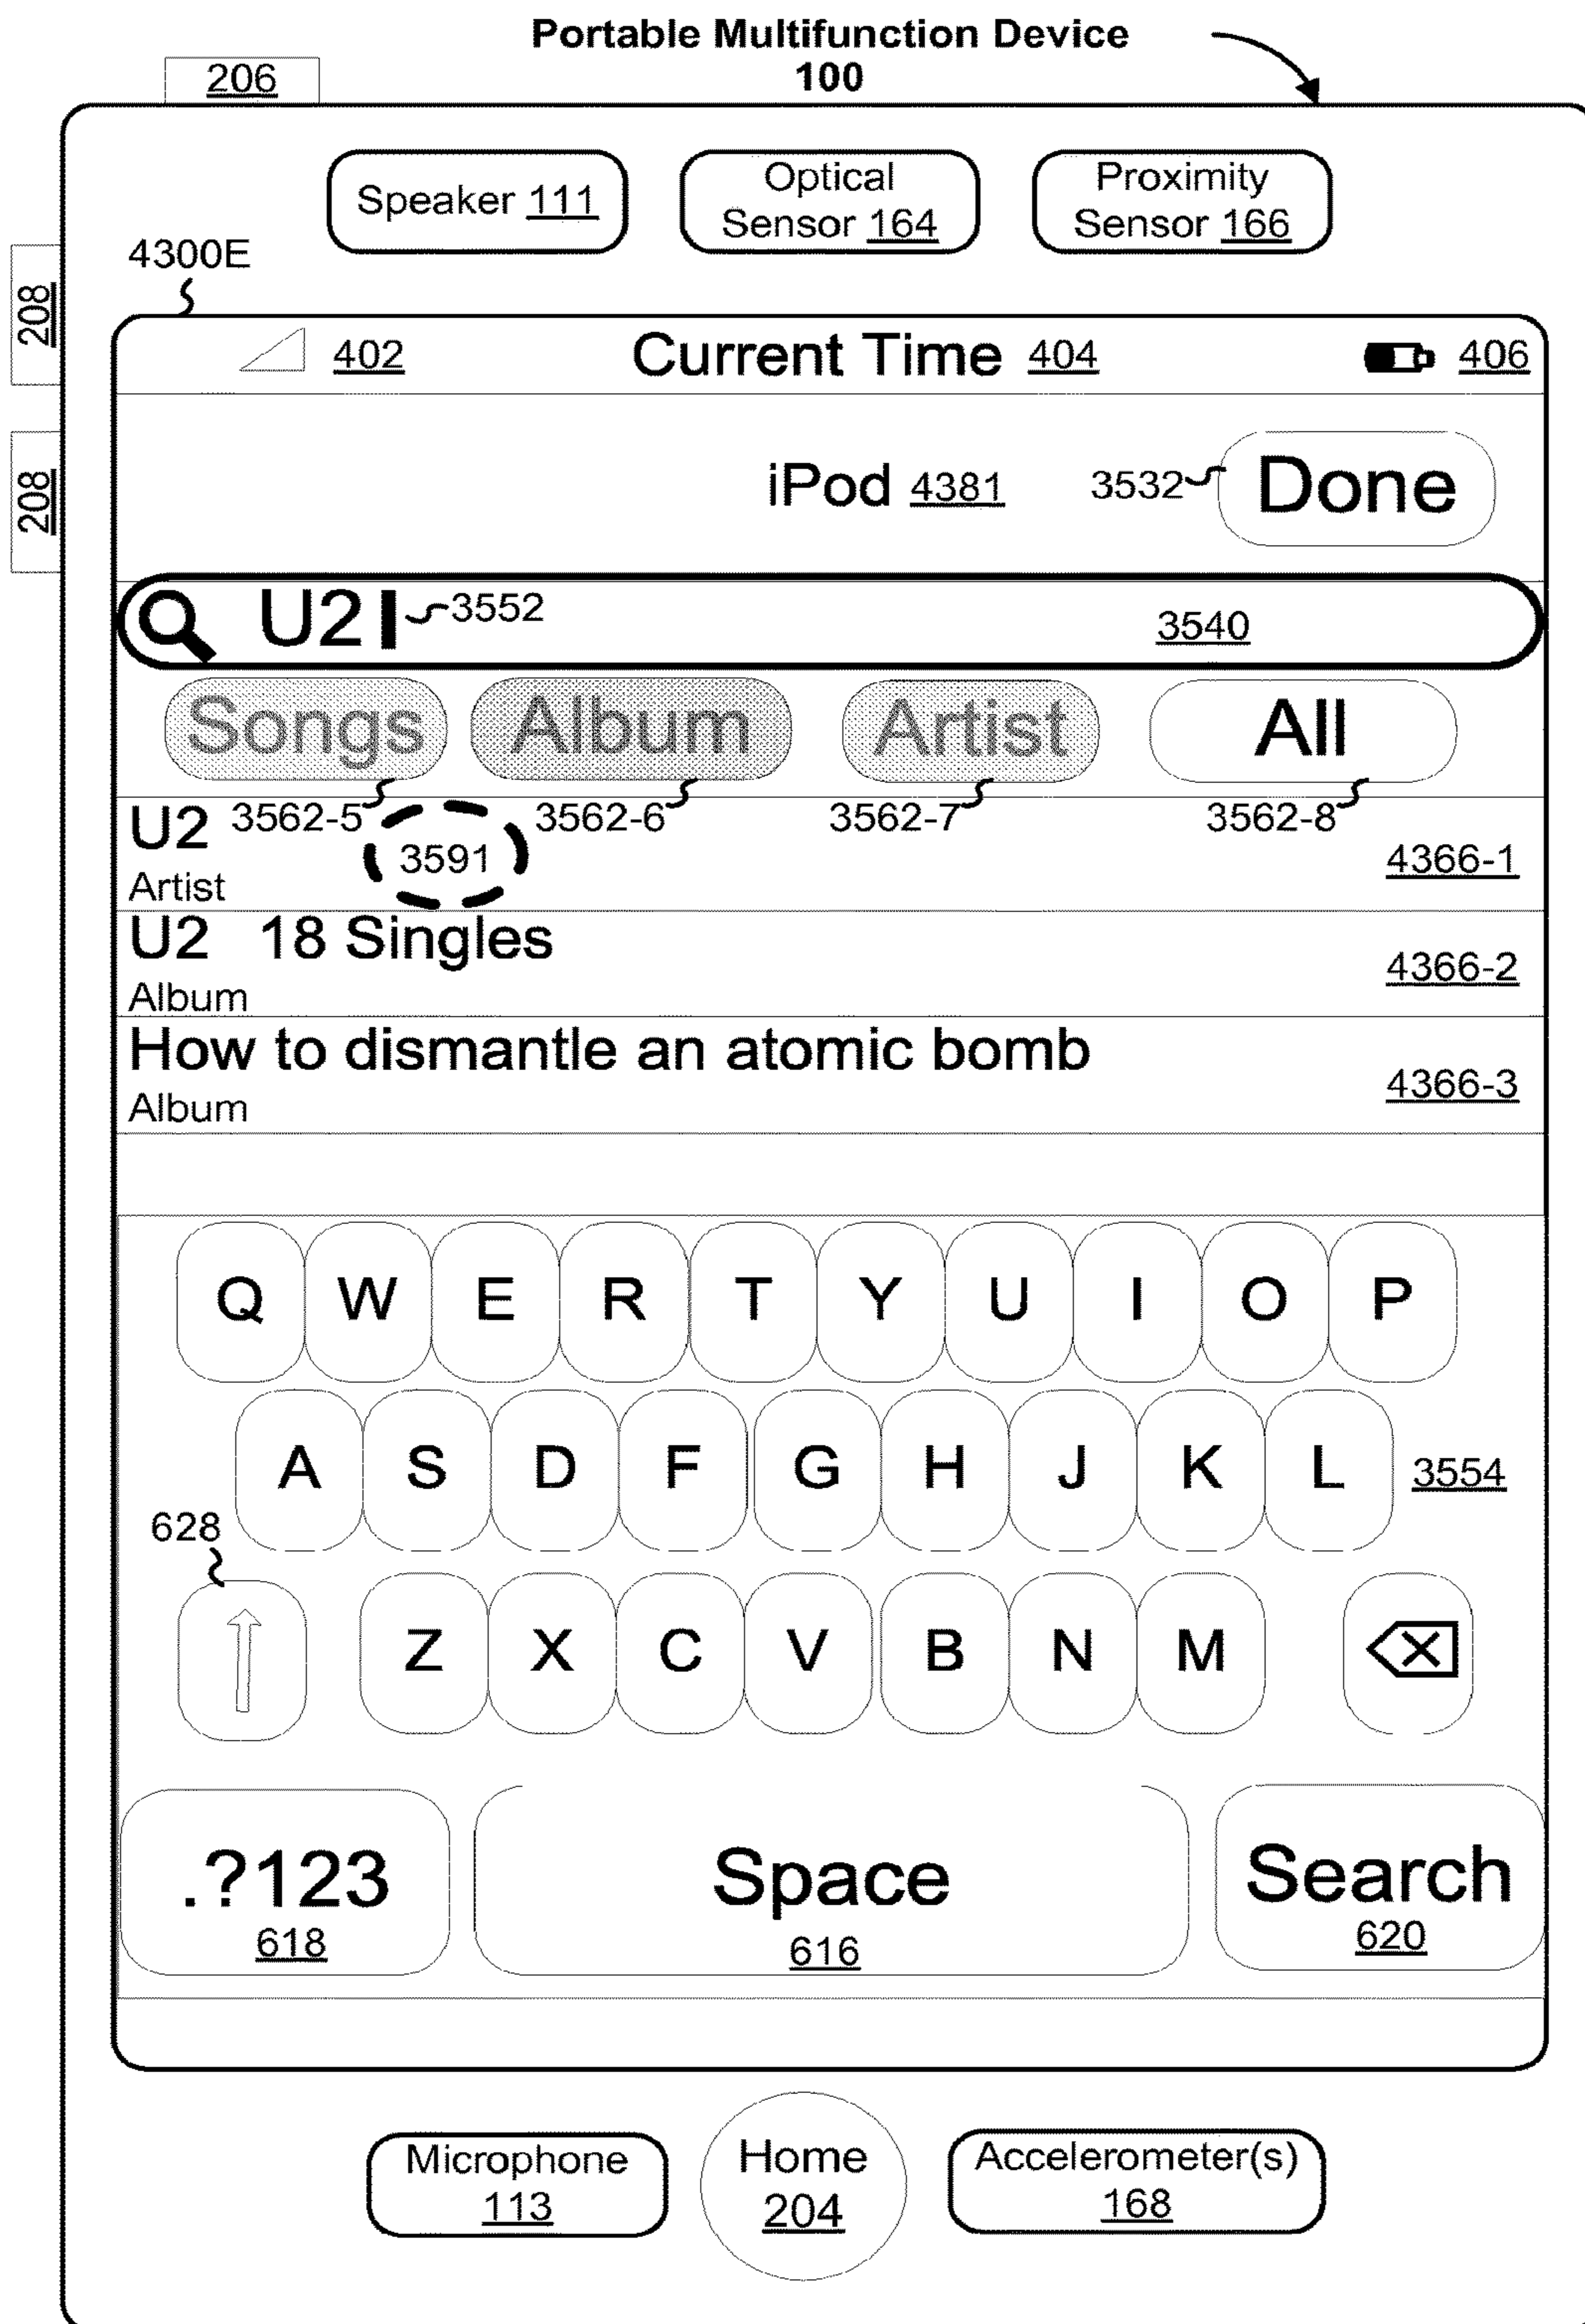 Portable Multifunction Device
100
206
Speaker 111
Optical
Sensor 164
Proximity
Sensor 166
4300E
208
208
402
Current Time 404
406
iPod 4381
3532
Done
U2
3552
3540
Songs
Album
Artist
All
3562-5
3562-6
3562-7
3562-8
U2
Artist
3591
4366-1
U2 18 Singles
Album
4366-2
How to dismantle an atomic bomb
Album
4366-3
Q W E R T Y U I O P
A S D F G H J K L
3554
628
Z X C V B N M
.?123
618
Space
616
Search
620
Microphone
113
Home
204
Accelerometer(s)
168